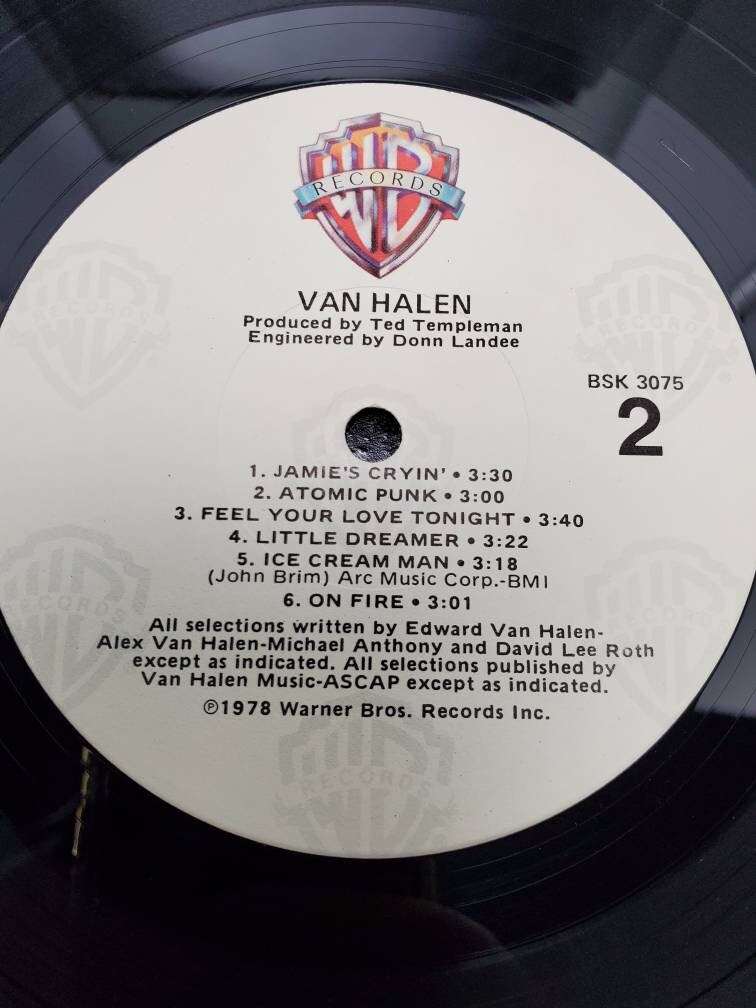 WB
RECORDS
VAN HALEN
Produced by Ted Templeman
Engineered by Donn Landee
BSK 3075
2
1. JAMIE'S CRYIN' • 3:30
2. ATOMIC PUNK • 3:00
3. FEEL YOUR LOVE TONIGHT • 3:40
4. LITTLE DREAMER • 3:22
5. ICE CREAM MAN • 3:18
(John Brim) Arc Music Corp.-BMI
6. ON FIRE • 3:01
All selections written by Edward Van Halen-
Alex Van Halen-Michael Anthony and David Lee Roth
except as indicated. All selections published by
Van Halen Music-ASCAP except as indicated.
℗1978 Warner Bros. Records Inc.
RECORDS
RECORDS
RECORDS